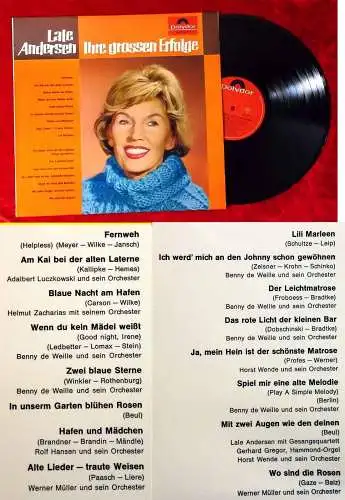 Lale
Andersen
Ihre grossen Erfolge
Polydor
Polydor
Fernweh
(Helpless) (Meyer – Wilke – Jansch)
Am Kai bei der alten Laterne
(Kallipke – Hemas)
Adalbert Luczkowski und sein Orchester
Blaue Nacht am Hafen
(Carson – Wilke)
Helmut Zacharias mit seinem Orchester
Wenn du kein Mädel weißt
(Good night, Irene)
(Ledbetter – Lomax – Stein)
Benny de Weille und sein Orchester
Zwei blaue Sterne
(Winkler – Rothenburg)
Benny de Weille und sein Orchester
In unserm Garten blühen Rosen
(Beul)
Hafen und Mädchen
(Brandner – Brandin – Mändle)
Rolf Hansen und sein Orchester
Alte Lieder – traute Weisen
(Paasch – Liere)
Werner Müller und sein Orchester
Lili Marleen
(Schultze – Leip)
Ich werd' mich an den Johnny schon gewöhnen
(Zeisner – Krohn – Schinko)
Benny de Weille und sein Orchester
Der Leichtmatrose
(Froboess – Bradtke)
Das rote Licht der kleinen Bar
(Dobschinski – Bradtke)
Benny de Weille und sein Orchester
Ja, mein Hein ist der schönste Matrose
(Profes – Werner)
Horst Wende und sein Orchester
Spiel mir eine alte Melodie
(Play A Simple Melody)
(Berlin)
Benny de Weille und sein Orchester
Mit zwei Augen wie den deinen
(Beul)
Lale Andersen mit Gesangsquartett
Gerhard Gregor, Hammond-Orgel
Horst Wende und sein Orchester
Wo sind die Rosen
(Gaze – Balz)
Werner Müller und sein Orchester